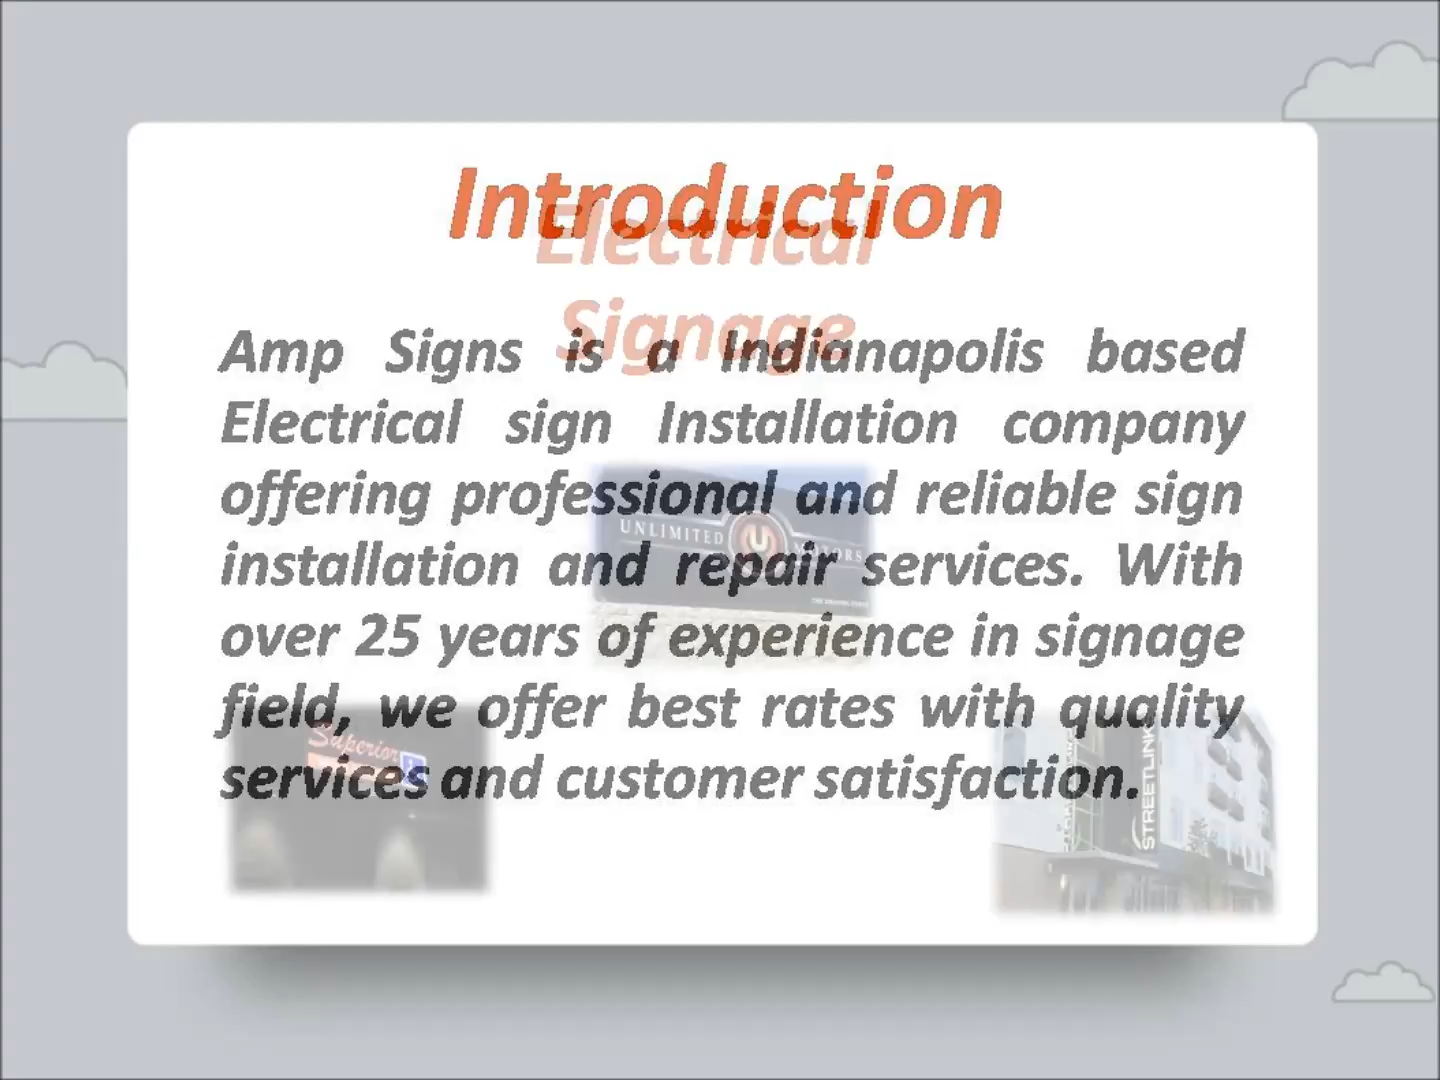 Introduction
Electrical
Signage
Amp Signs is a Indianapolis based
Electrical sign Installation company
offering professional and reliable sign
installation and repair services. With
over 25 years of experience in signage
field, we offer best rates with quality
services and customer satisfaction.
UNLIMITED U MOTORS
Superior
STREETLINK